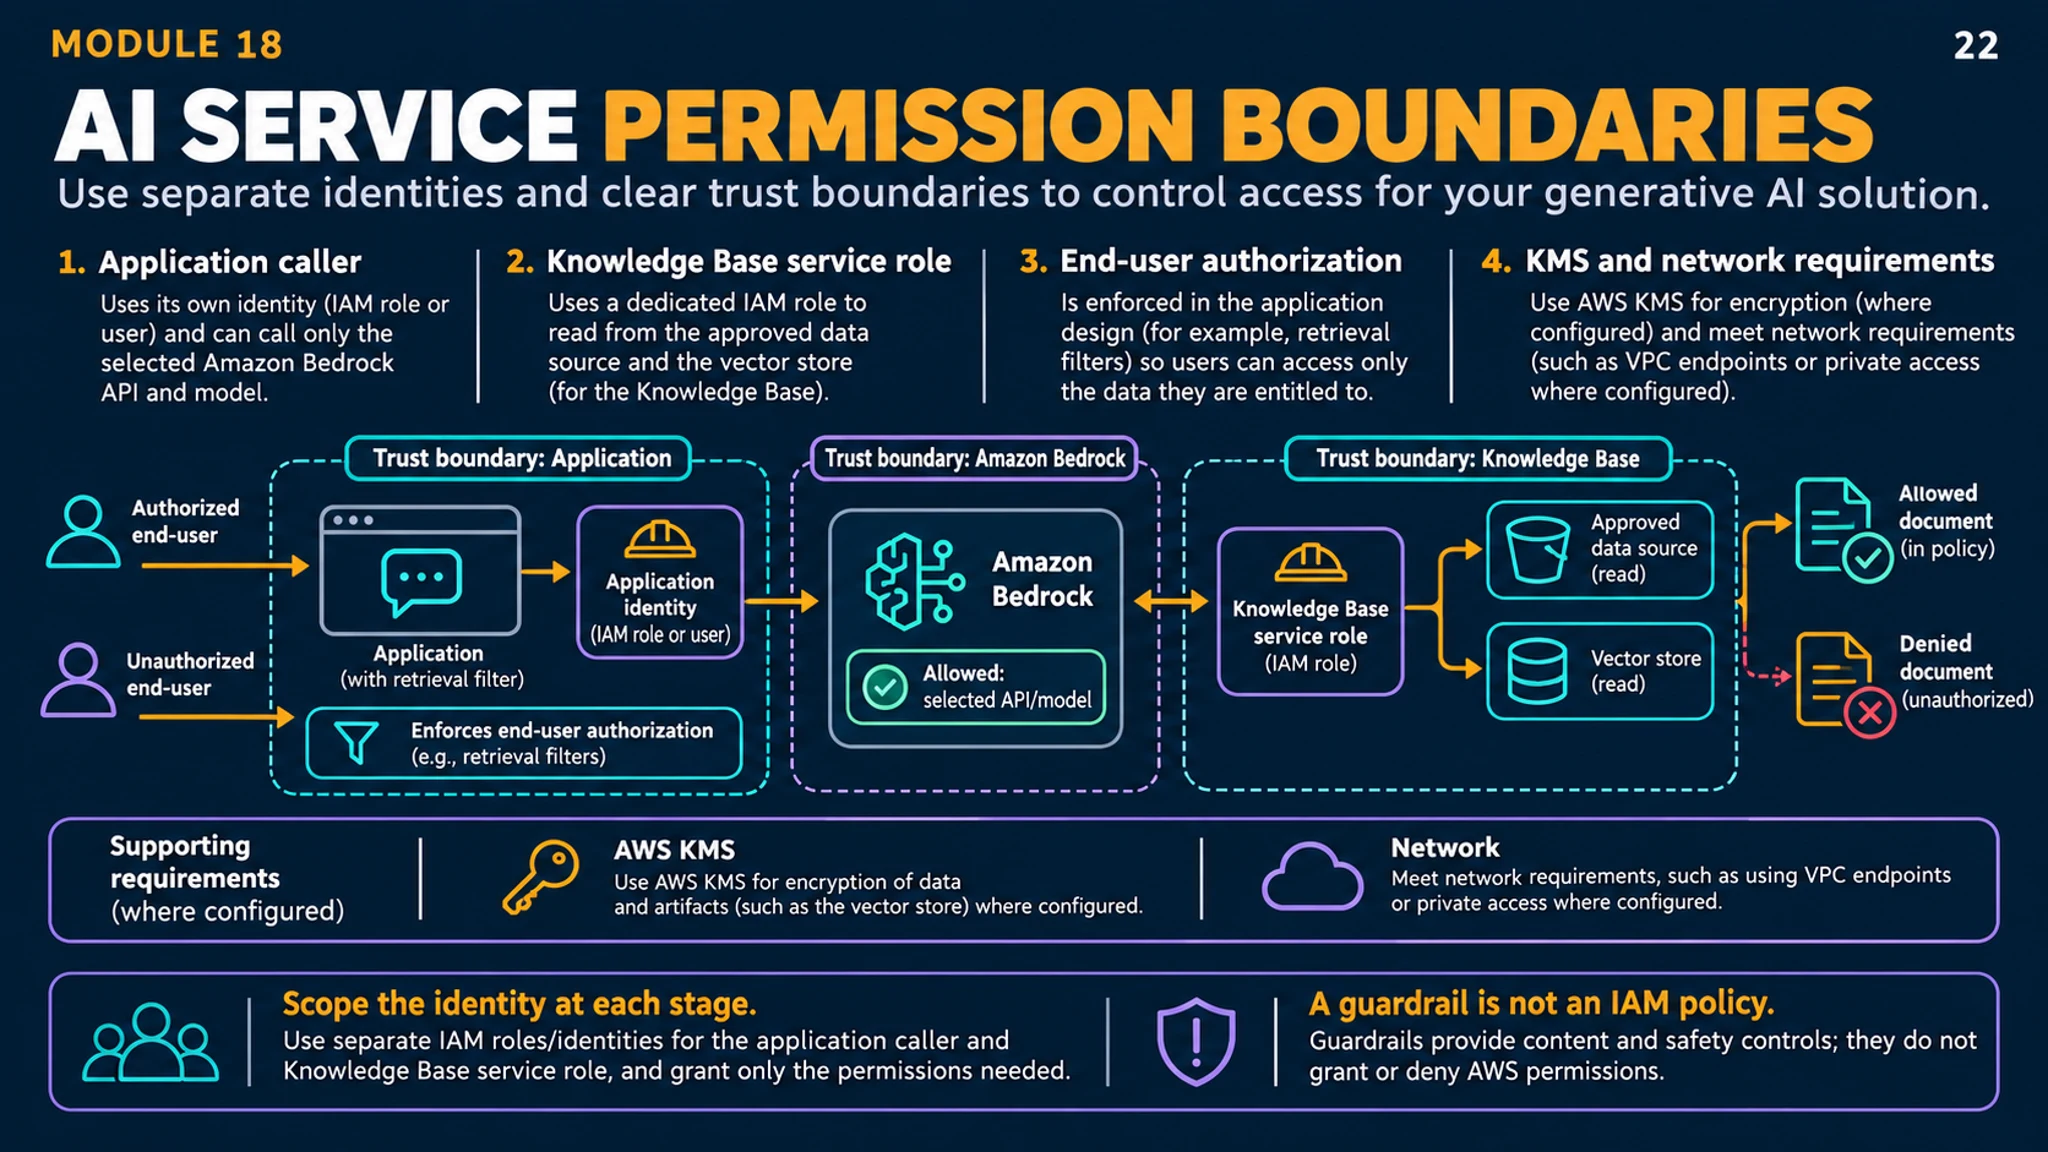 MODULE 18
22
AI SERVICE PERMISSION BOUNDARIES
Use separate identities and clear trust boundaries to control access for your generative AI solution.
1. Application caller
Uses its own identity (IAM role or
user) and can call only the
selected Amazon Bedrock
API and model.
2. Knowledge Base service role
Uses a dedicated IAM role to
read from the approved data
source and the vector store
(for the Knowledge Base).
3. End-user authorization
Is enforced in the application
design (for example, retrieval
filters) so users can access only
the data they are entitled to.
4. KMS and network requirements
Use AWS KMS for encryption (where
configured) and meet network requirements
(such as VPC endpoints or private access
where configured).
Authorized
end-user
Unauthorized
end-user
Trust boundary: Application
Application
(with retrieval filter)
Application
identity
(IAM role or user)
Enforces end-user authorization
(e.g., retrieval filters)
Trust boundary: Amazon Bedrock
Amazon
Bedrock
Allowed:
selected API/model
Trust boundary: Knowledge Base
Knowledge Base
service role
(IAM role)
Approved
data source
(read)
Vector store
(read)
Allowed
document
(in policy)
Denied
document
(unauthorized)
Supporting
requirements
(where configured)
AWS KMS
Use AWS KMS for encryption of data
and artifacts (such as the vector store) where configured.
Network
Meet network requirements, such as using VPC endpoints
or private access where configured.
Scope the identity at each stage.
Use separate IAM roles/identities for the application caller and
Knowledge Base service role, and grant only the permissions needed.
A guardrail is not an IAM policy.
Guardrails provide content and safety controls; they do not
grant or deny AWS permissions.